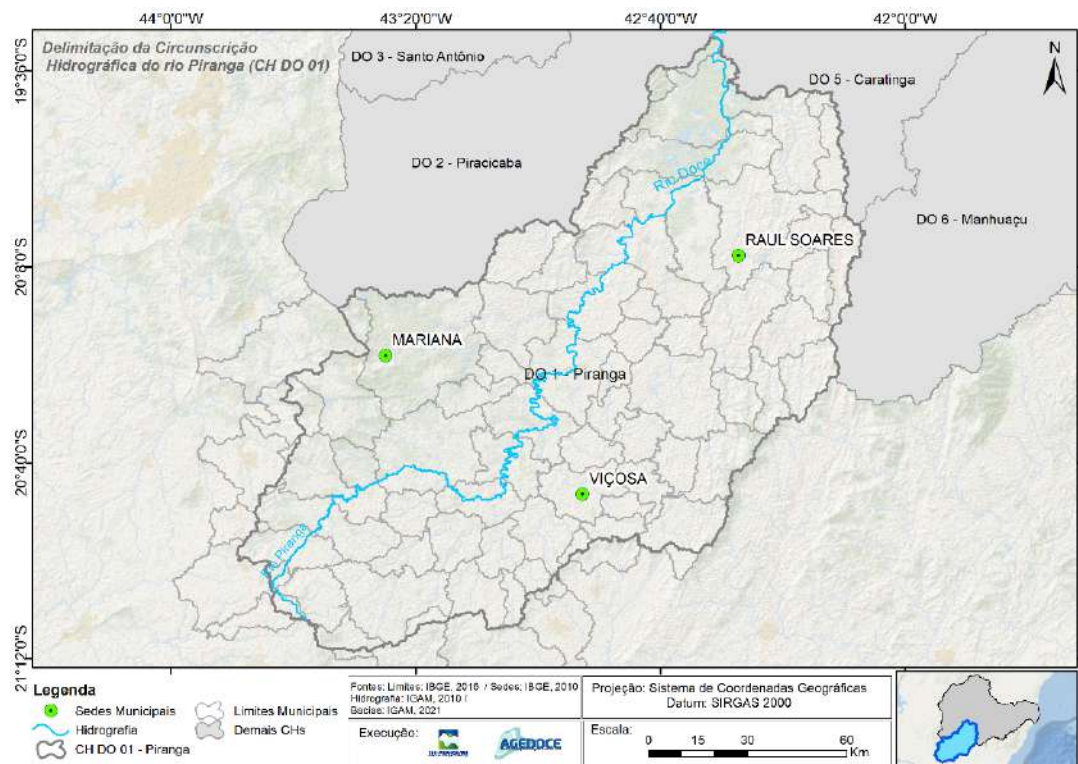 44°0'0"W
43°20'0"W
42°40'0"W
42°0'0"W
Delimitação da Circunscrição
Hidrográfica do rio Piranga (CH DO 01)
DO 3 - Santo Antônio
DO 5 - Caratinga
N
19°36'0"S
DO 2 - Piracicaba
Rio Doce
DO 6 - Manhuaçu
RAUL SOARES
20°8'0"S
MARIANA
DO 1 - Piranga
20°40'0"S
VIÇOSA
Rio Piranga
21°12'0"S
Legenda
Sedes Municipais
Limites Municipais
Hidrografia
Demais CHs
CH DO 01 - Piranga
Fontes: Limites: IBGE, 2016 / Sedes: IBGE, 2010
Hidrografia: IGAM, 2010 (
Bacias: IGAM, 2021
Execução:
AGEDOCE
Projeção: Sistema de Coordenadas Geográficas
Datum: SIRGAS 2000
Escala:
0 15 30 60
Km